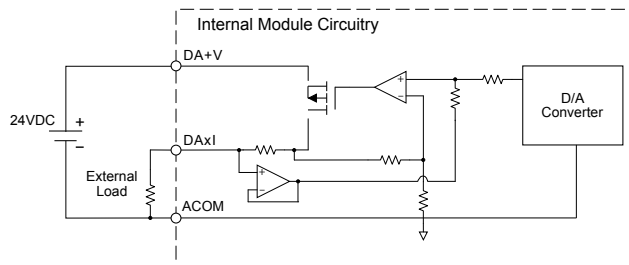 Internal Module Circuitry
DA+V
D/A
Converter
24VDC
+
−
DAxI
External
Load
ACOM
+
−
+
−